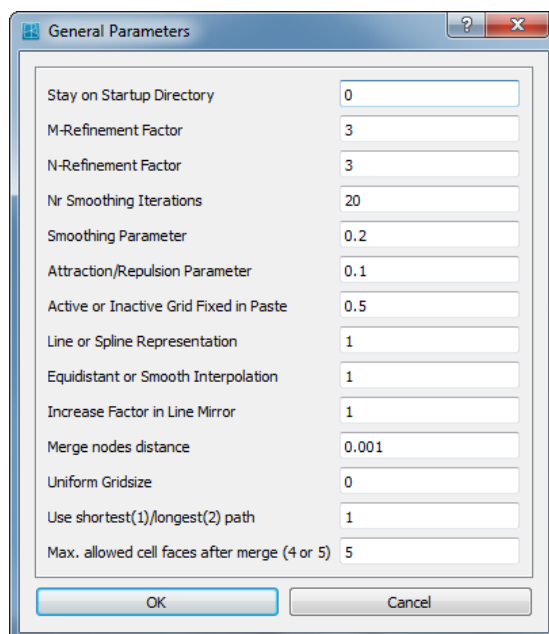 General Parameters
Stay on Startup Directory 0
M-Refinement Factor 3
N-Refinement Factor 3
Nr Smoothing Iterations 20
Smoothing Parameter 0.2
Attraction/Repulsion Parameter 0.1
Active or Inactive Grid Fixed in Paste 0.5
Line or Spline Representation 1
Equidistant or Smooth Interpolation 1
Increase Factor in Line Mirror 1
Merge nodes distance 0.001
Uniform Gridsize 0
Use shortest(1)/longest(2) path 1
Max. allowed cell faces after merge (4 or 5) 5
OK Cancel